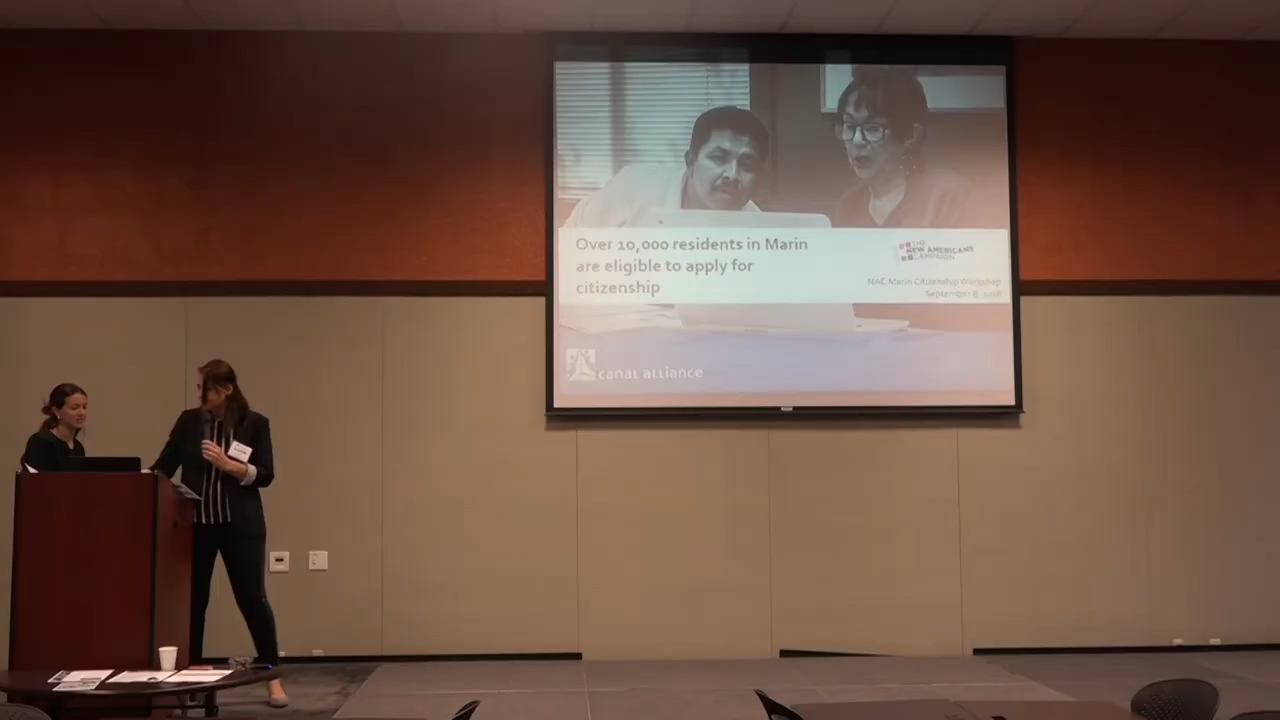 Over 10,000 residents in Marin
are eligible to apply for
citizenship
THE
NEW AMERICANS
CAMPAIGN
NAC Marin Citizenship Workshop
September 8, 2018
canal alliance